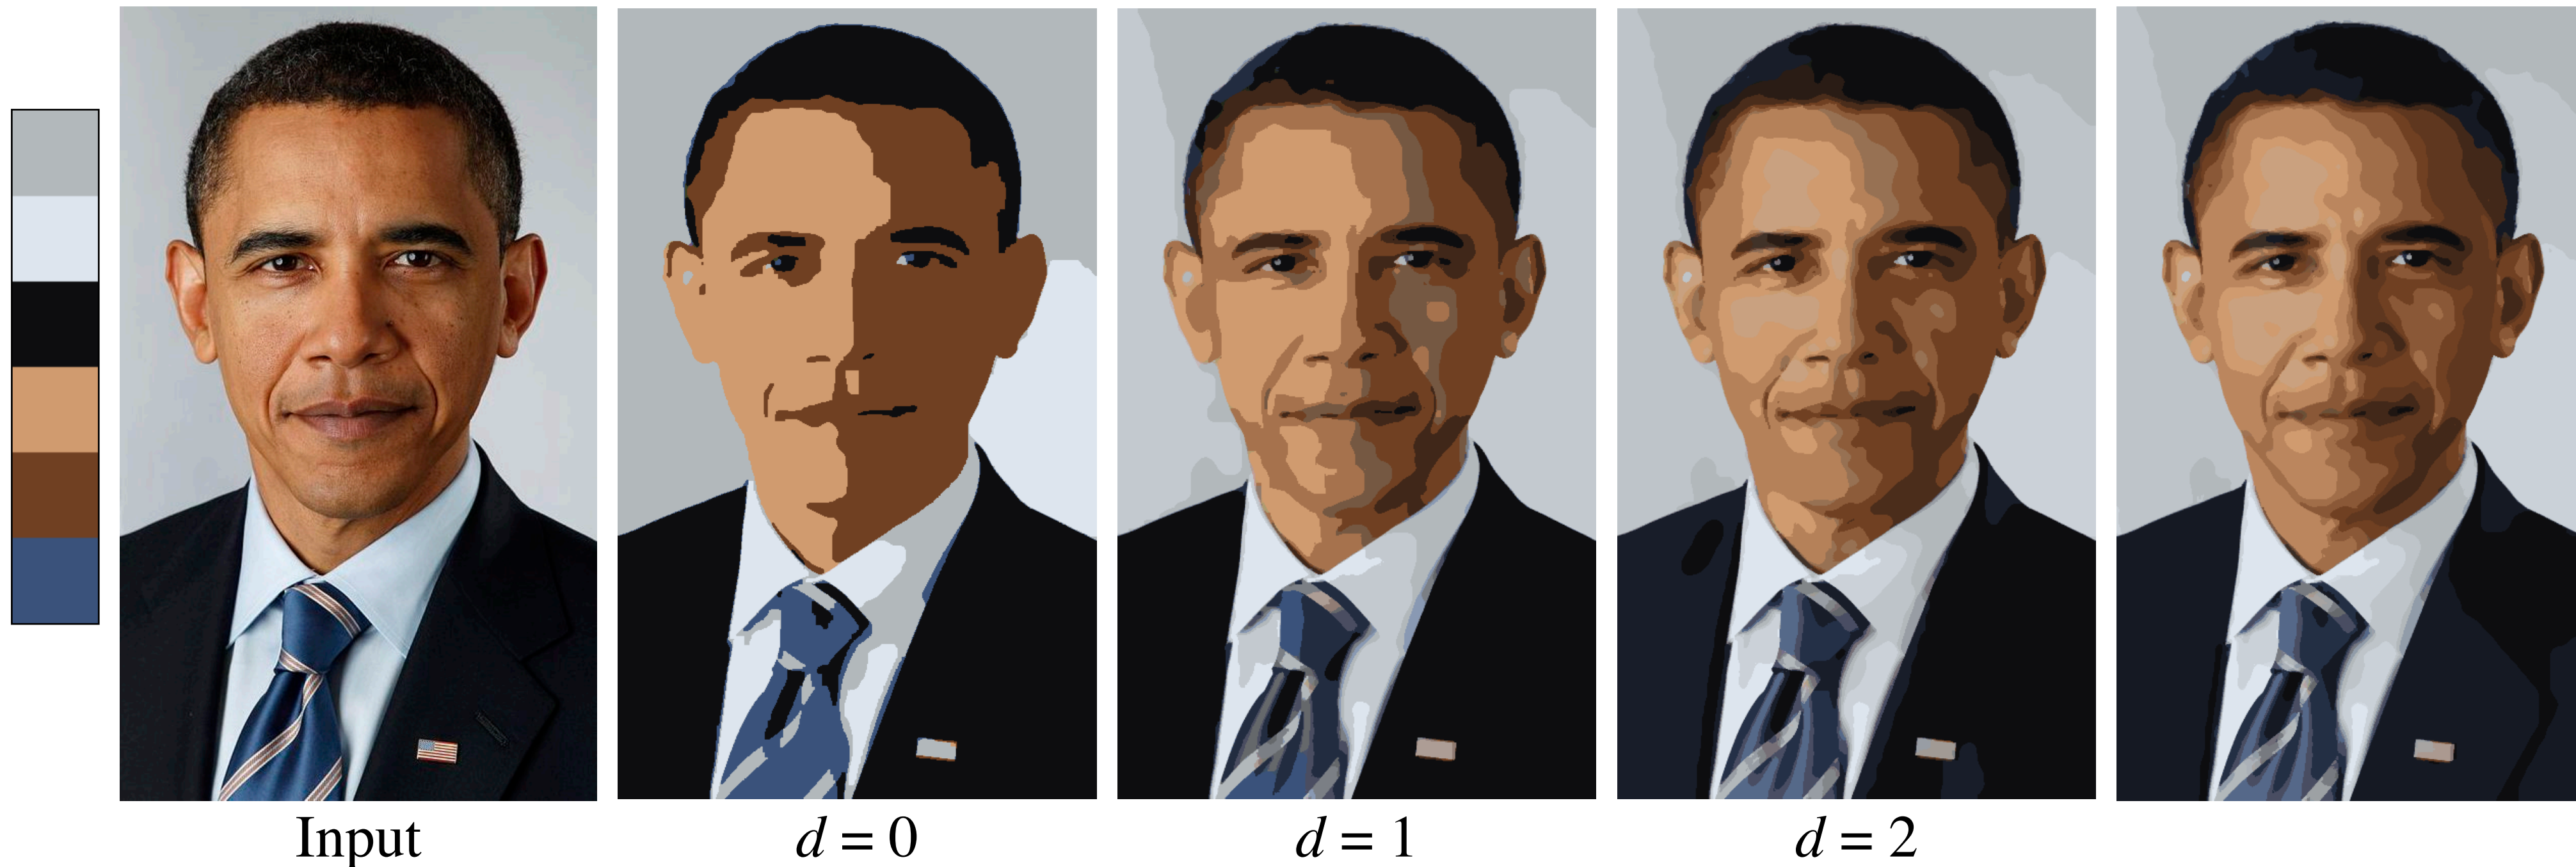 Input
d = 0
d = 1
d = 2